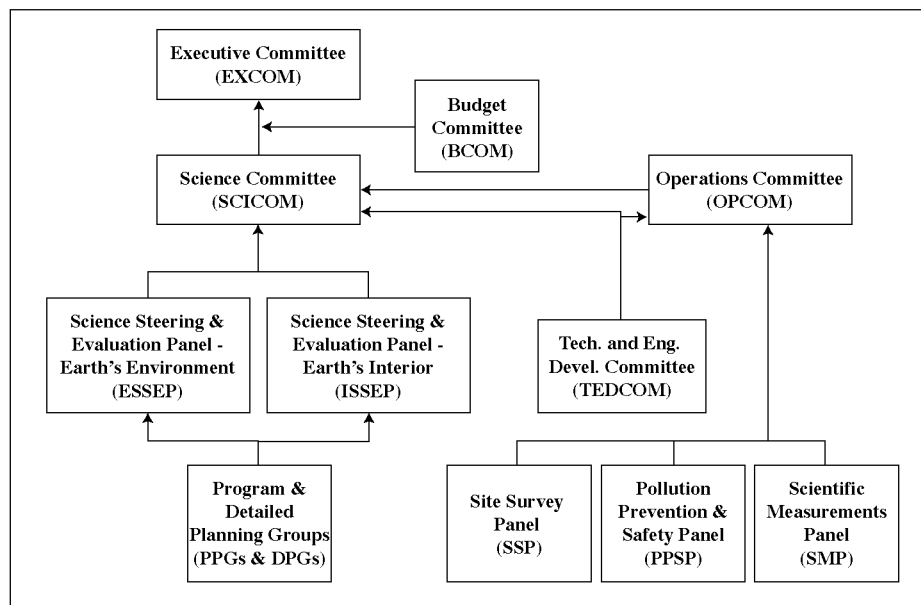 Executive Committee
(EXCOM)
Budget
Committee
(BCOM)
Science Committee
(SCICOM)
Operations Committee
(OPCOM)
Science Steering &
Evaluation Panel -
Earth's Environment
(ESSEP)
Science Steering &
Evaluation Panel -
Earth's Interior
(ISSEP)
Tech. and Eng.
Devel. Committee
(TEDCOM)
Program &
Detailed
Planning Groups
(PPGs & DPGs)
Site Survey
Panel
(SSP)
Pollution
Prevention &
Safety Panel
(PPSP)
Scientific
Measurements
Panel
(SMP)